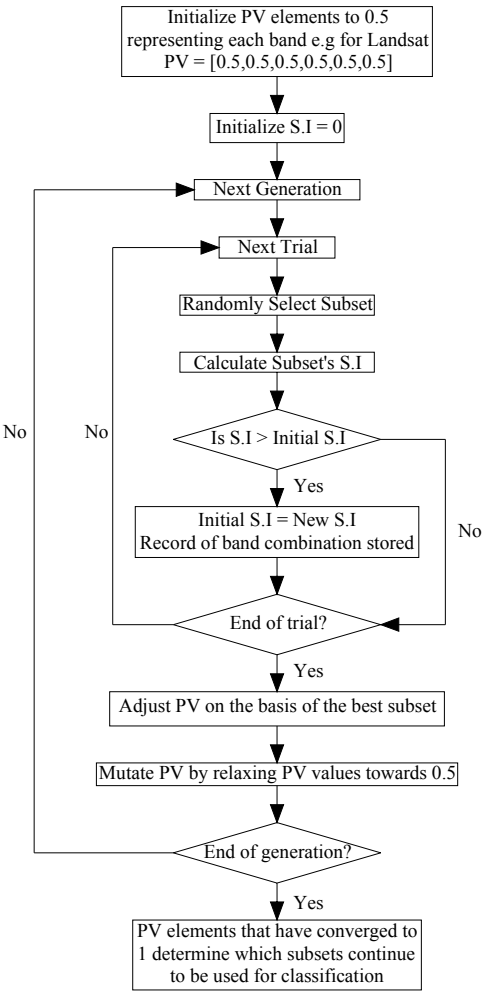 Initialize PV elements to 0.5
representing each band e.g for Landsat
PV = [0.5,0.5,0.5,0.5,0.5,0.5]
Initialize S.I = 0
Next Generation
Next Trial
Randomly Select Subset
Calculate Subset's S.I
Is S.I > Initial S.I
No
No
Yes
Initial S.I = New S.I
Record of band combination stored
No
End of trial?
Yes
Adjust PV on the basis of the best subset
Mutate PV by relaxing PV values towards 0.5
End of generation?
Yes
PV elements that have converged to
1 determine which subsets continue
to be used for classification